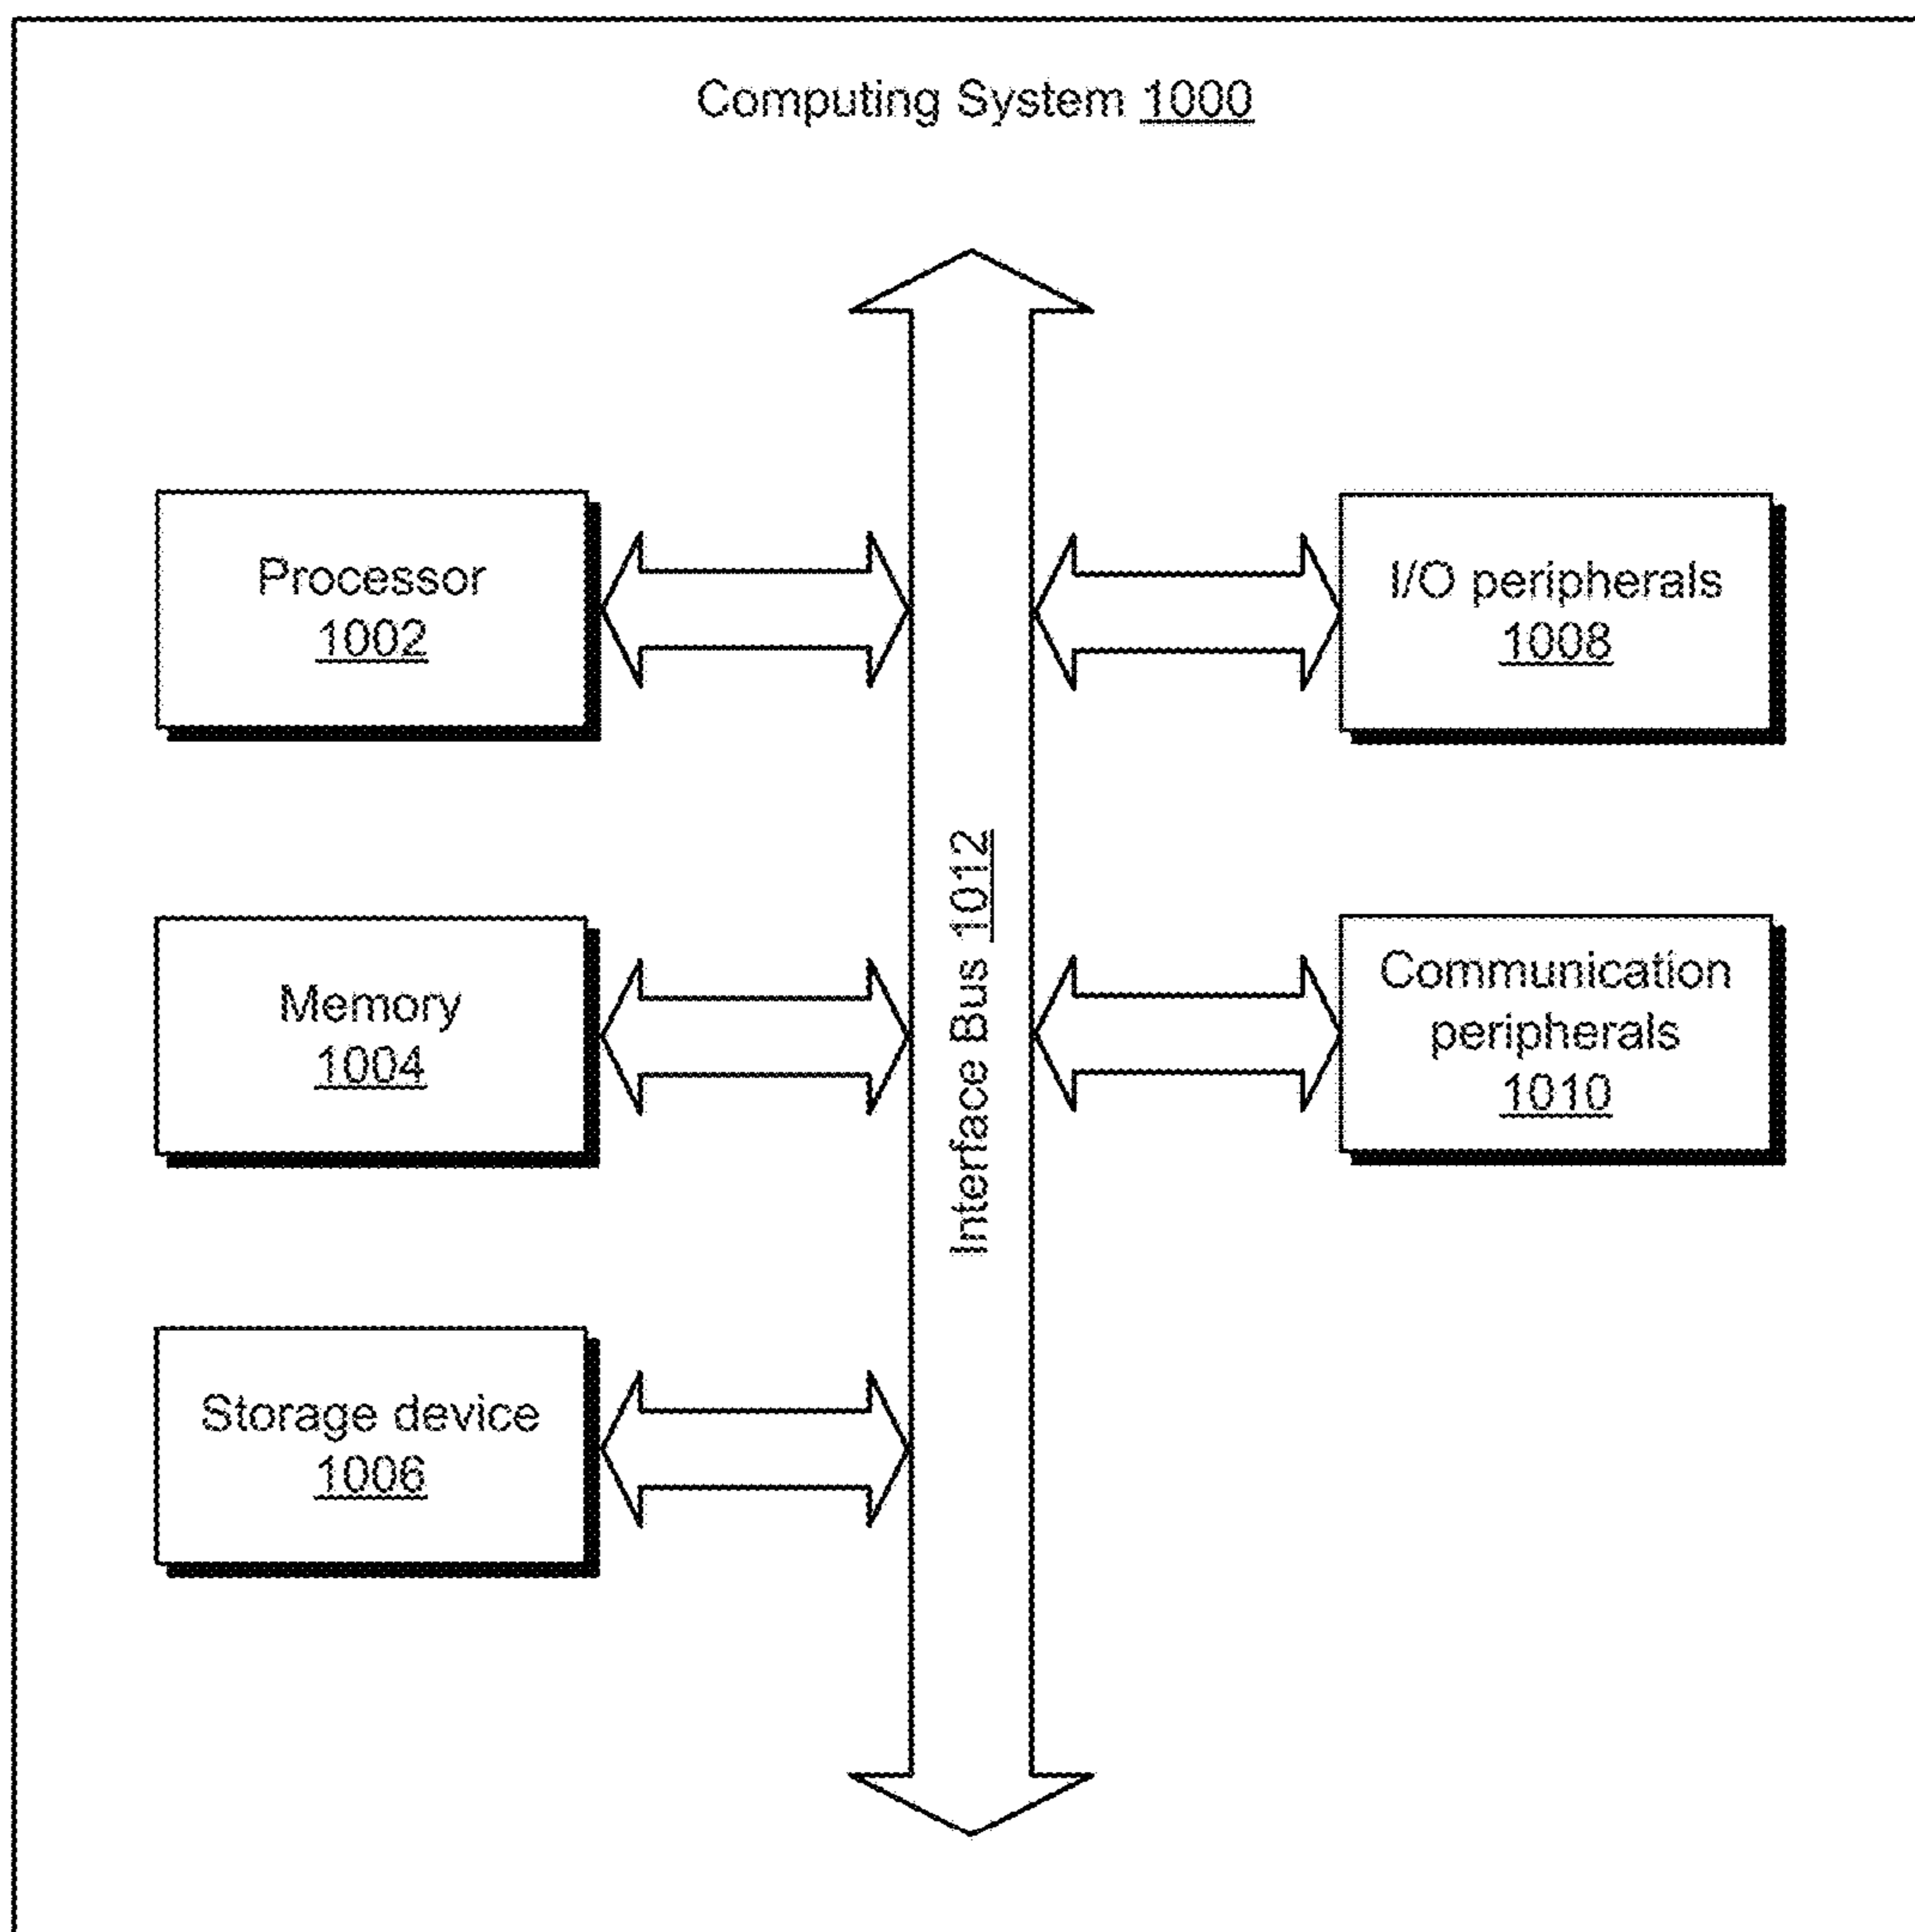 Computing System 1000
Processor
1002
I/O peripherals
1008
Interface Bus 1012
Memory
1004
Communication
peripherals
1010
Storage device
1006